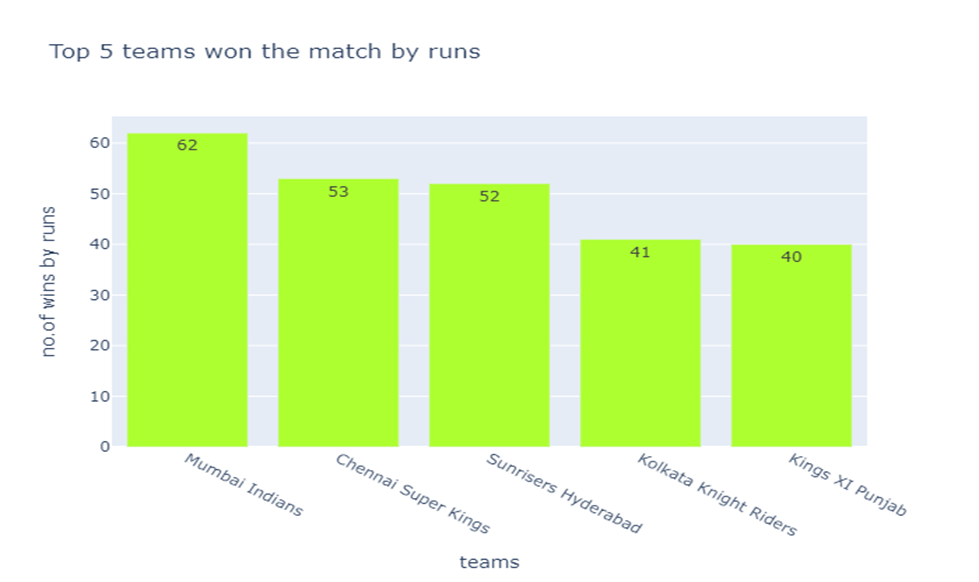 Top 5 teams won the match by runs
no.of wins by runs
60
50
40
30
20
10
0
62
53
52
41
40
Mumbai Indians
Chennai Super Kings
Sunrisers Hyderabad
Kolkata Knight Riders
Kings XI Punjab
teams